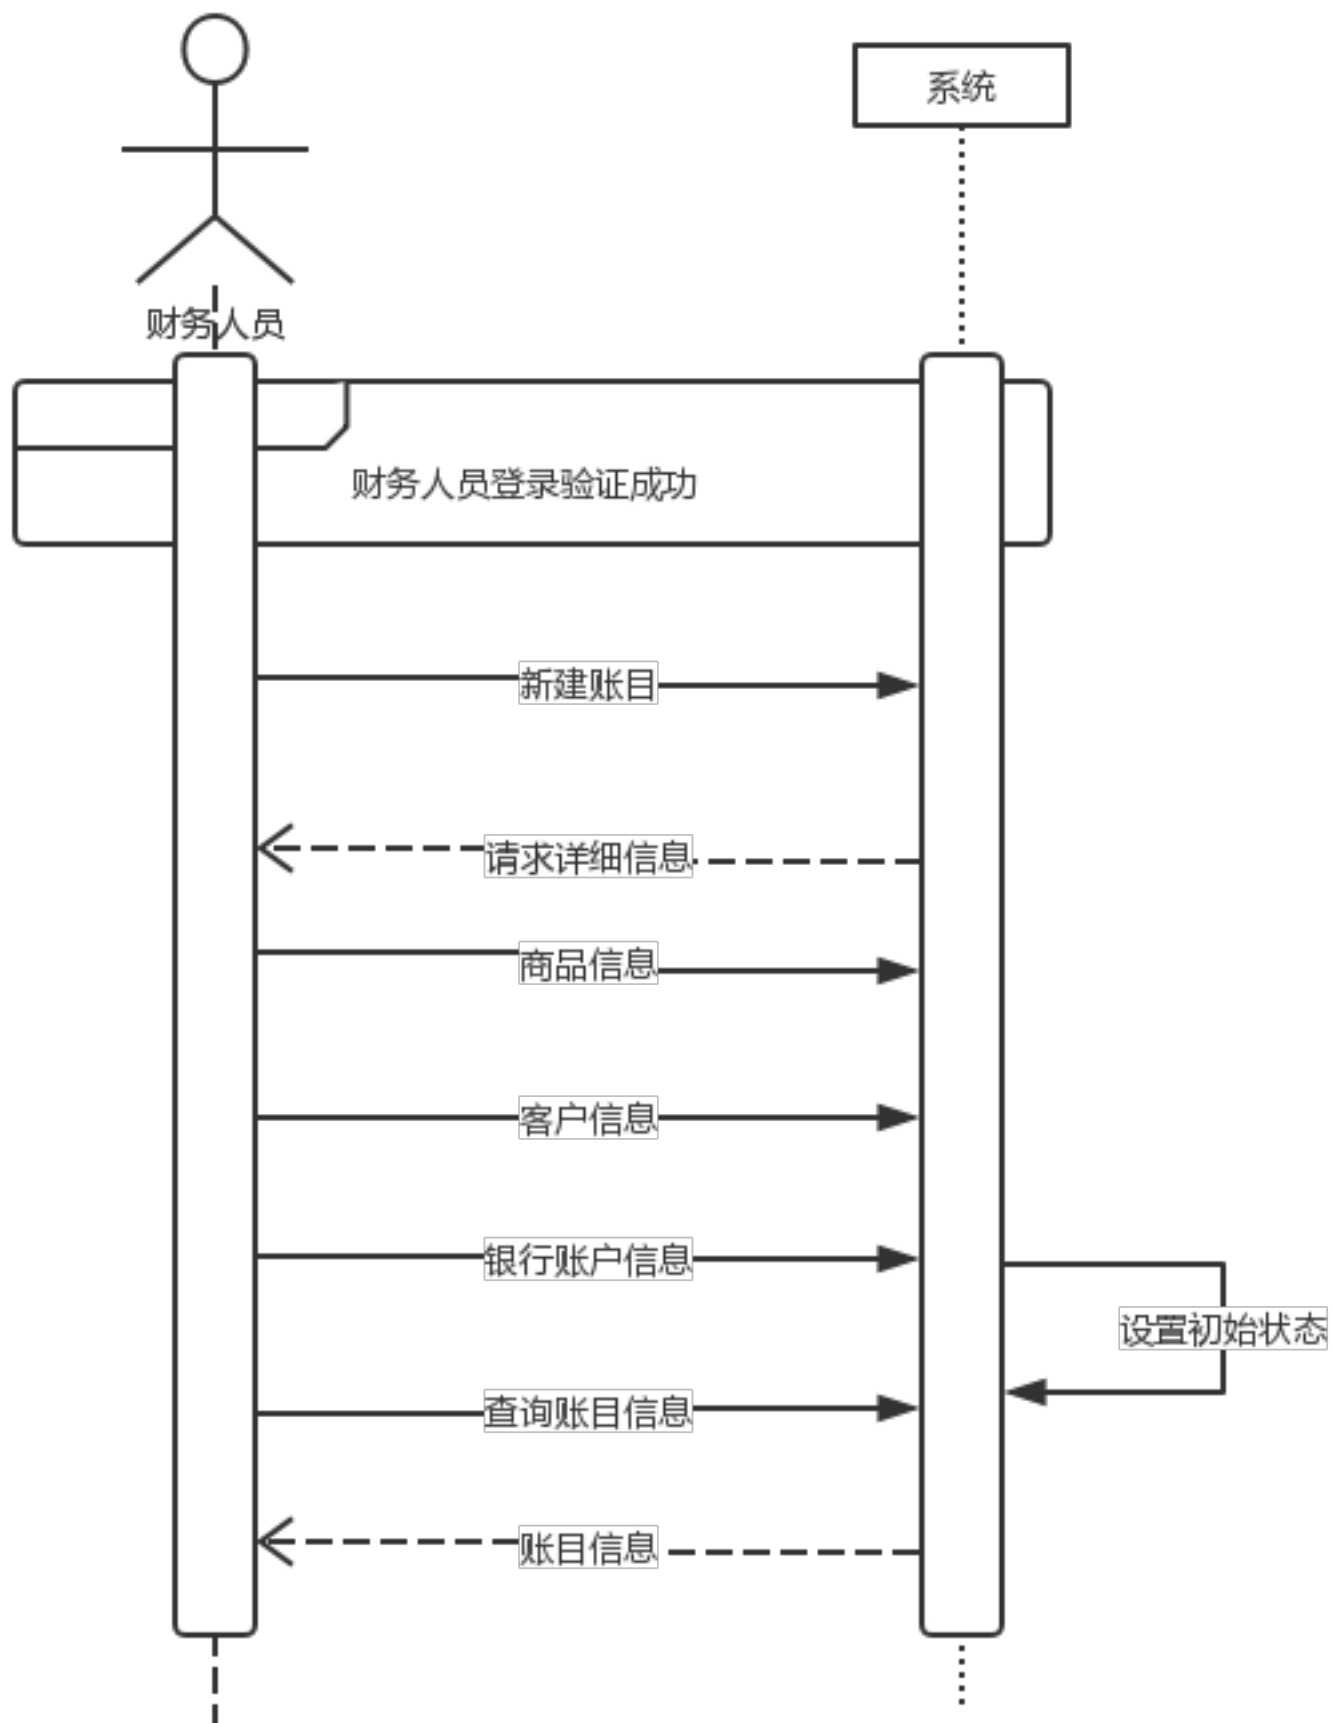 系统
财务人员
财务人员登录验证成功
新建账目
请求详细信息
商品信息
客户信息
银行账户信息
设置初始状态
查询账目信息
账目信息